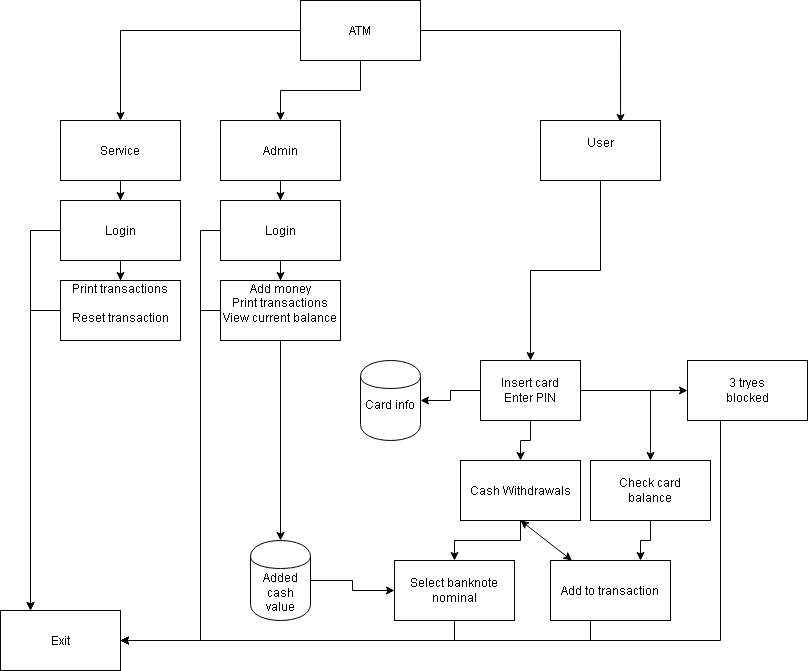 ATM
Service
Admin
User
Login
Login
Print transactions
Reset transaction
Add money
Print transactions
View current balance
Insert card
Enter PIN
3 tryes
blocked
Card info
Cash Withdrawals
Check card
balance
Added
cash
value
Select banknote
nominal
Add to transaction
Exit